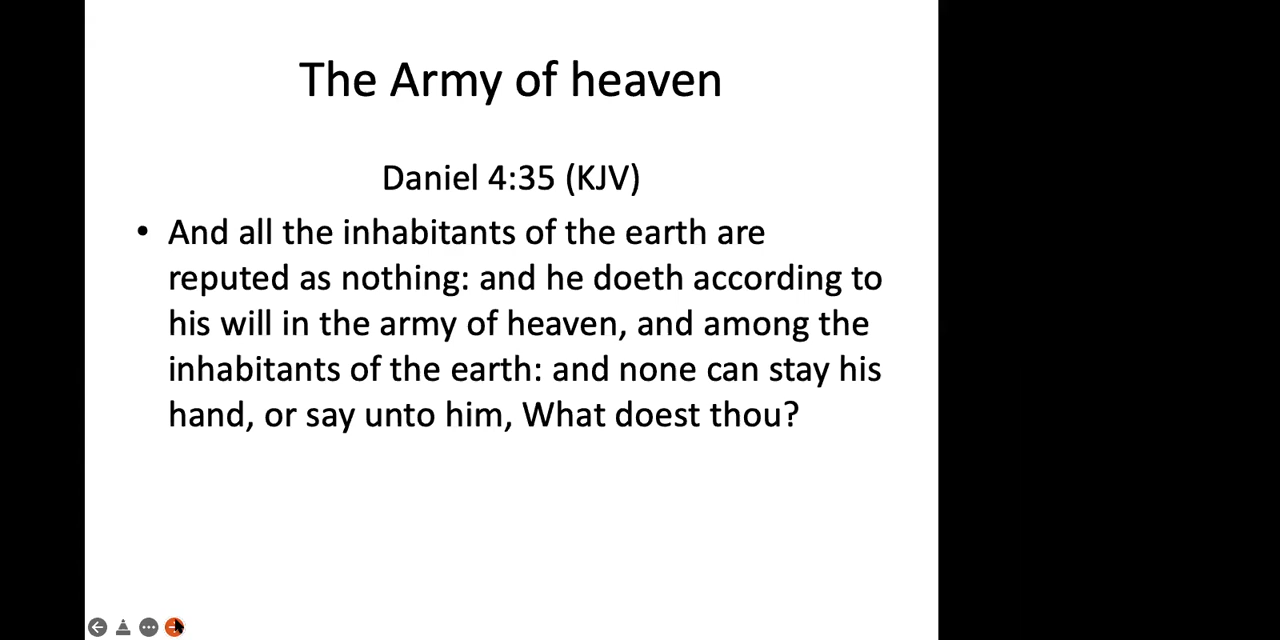 The Army of heaven
Daniel 4:35 (KJV)
• And all the inhabitants of the earth are
reputed as nothing: and he doeth according to
his will in the army of heaven, and among the
inhabitants of the earth: and none can stay his
hand, or say unto him, What doest thou?